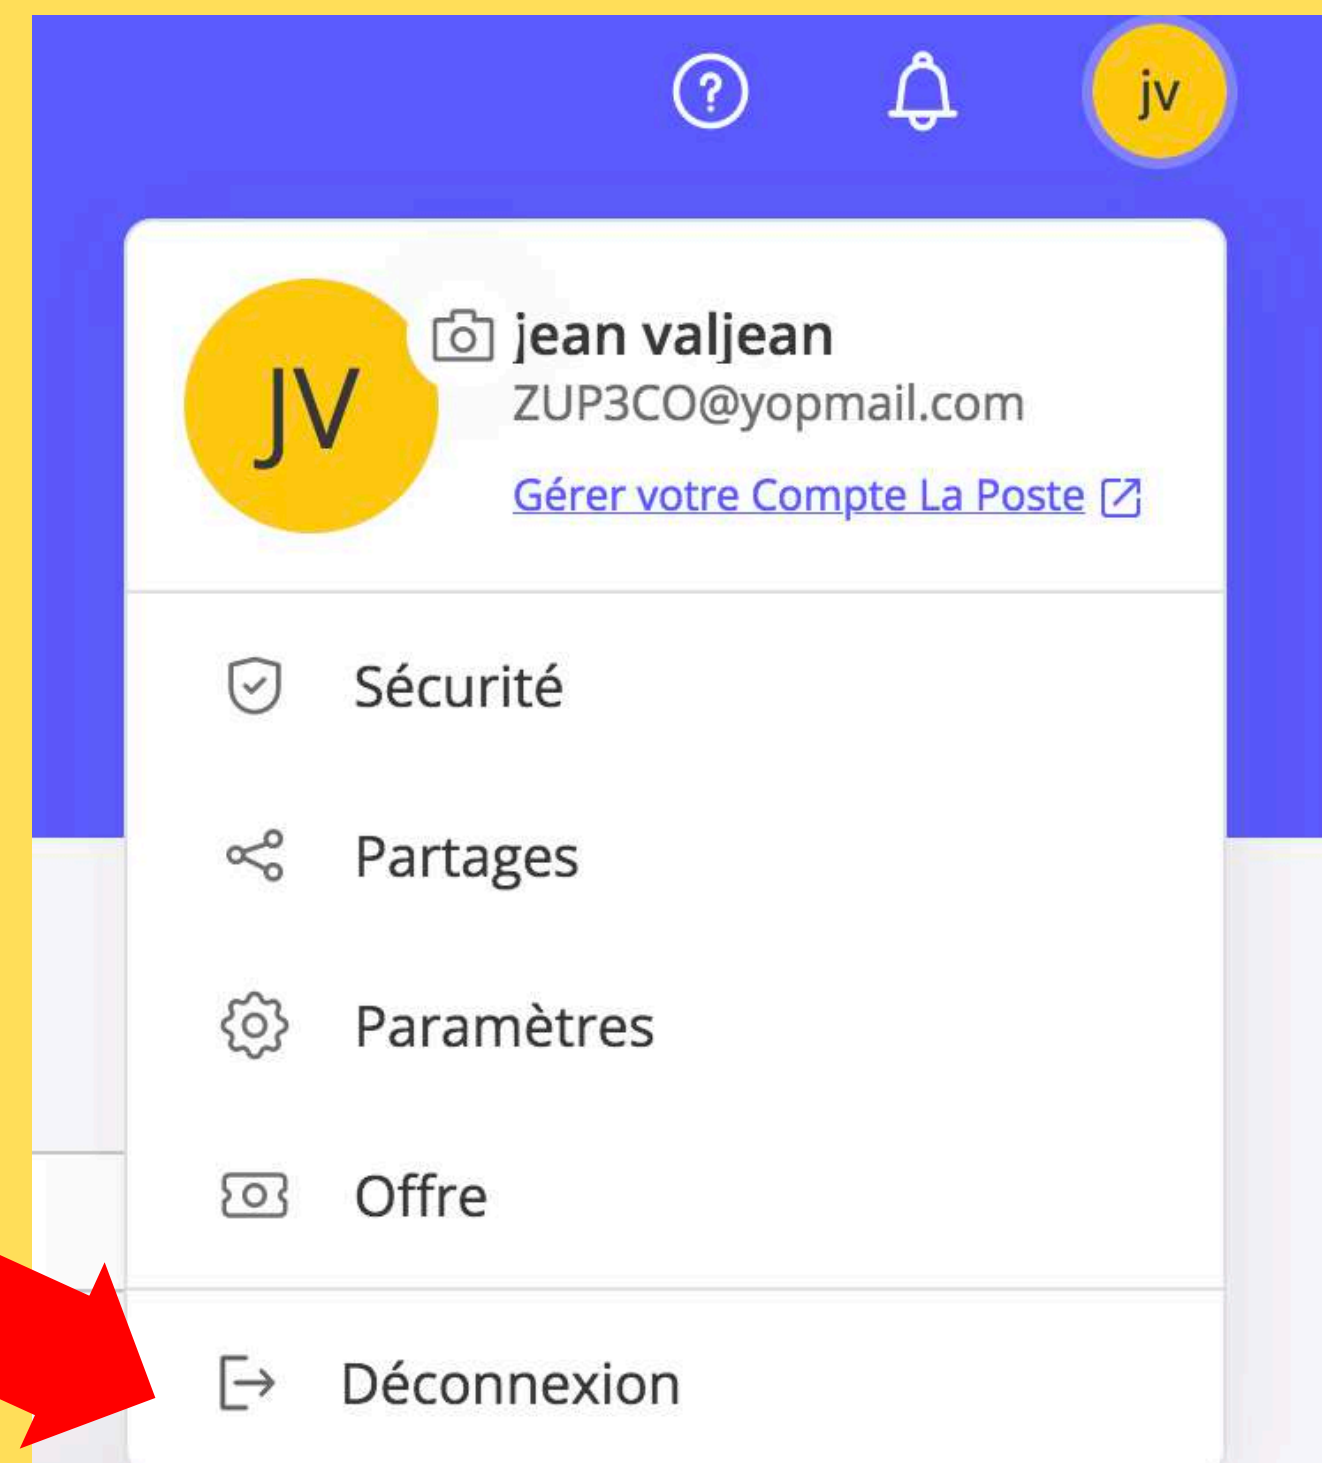 ?
jv
JV
jean valjean
ZUP3CO@yopmail.com
Gérer votre Compte La Poste
Sécurité
Partages
Paramètres
Offre
Déconnexion